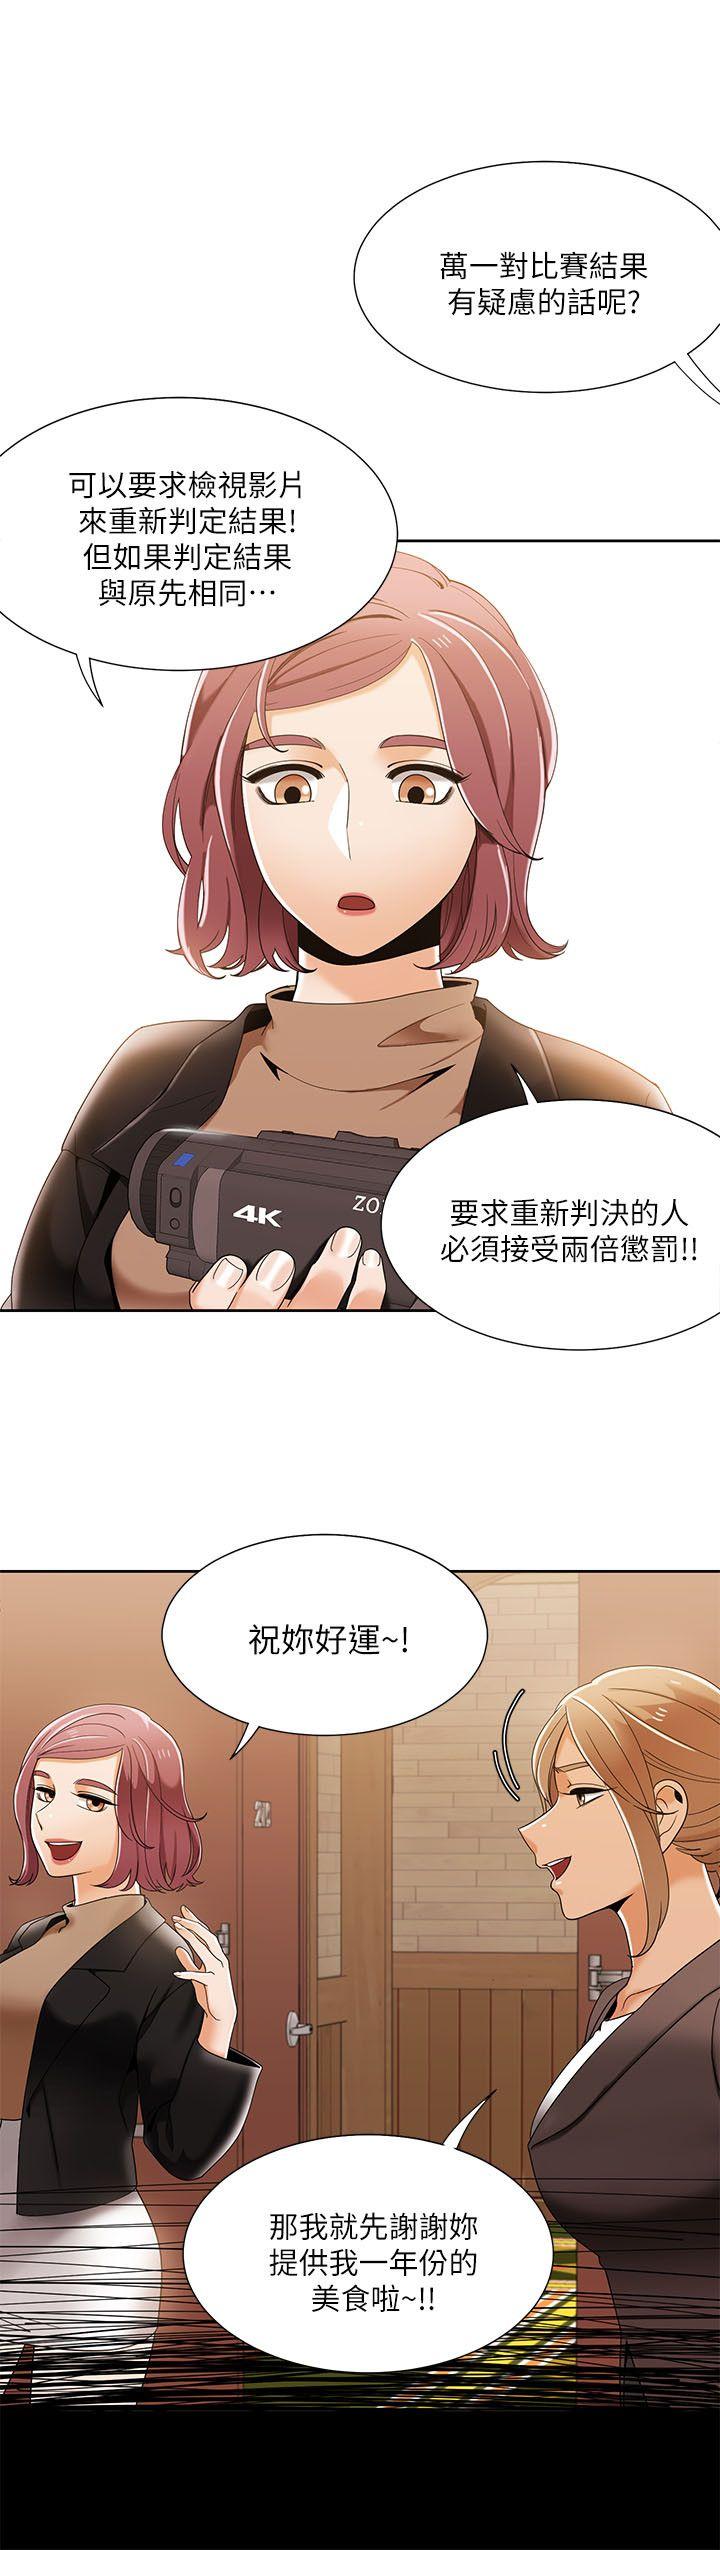 萬一對比賽結果
有疑慮的話呢?
可以要求檢視影片
來重新判定結果!
但如果判定結果
與原先相同…
4K
ZO
要求重新判決的人
必須接受兩倍懲罰!!
祝妳好運~!
那我就先謝謝妳
提供我一年份的
美食啦~!!